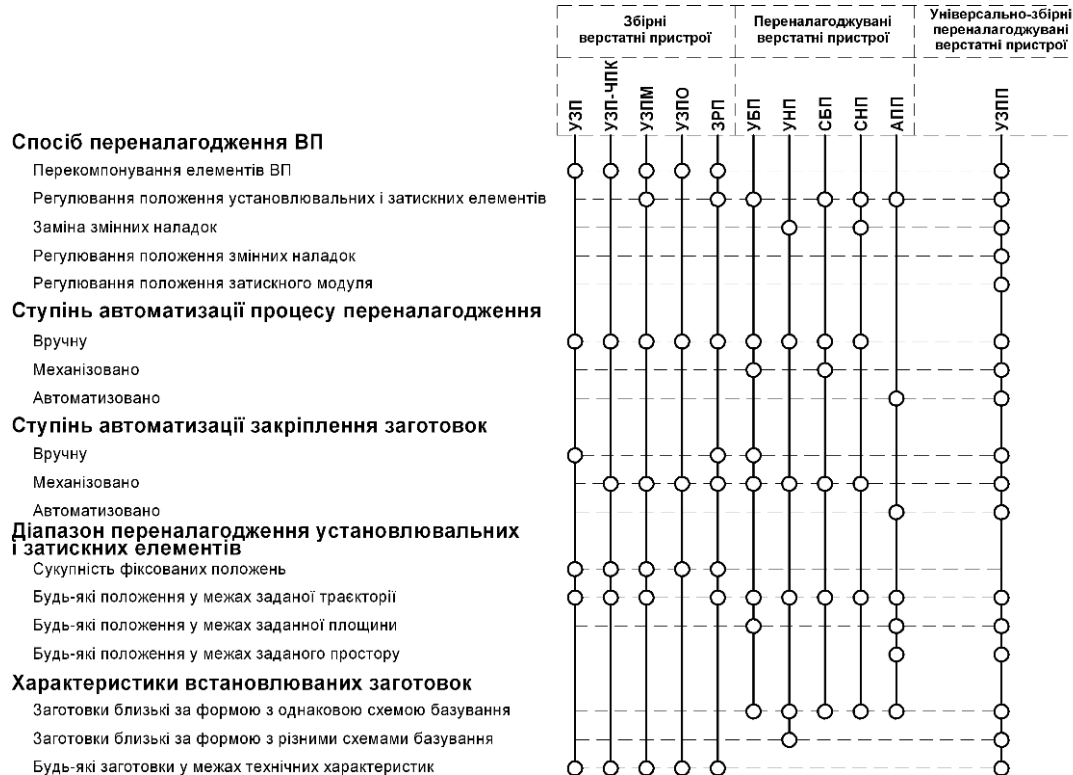 Збірні
верстатні пристрої
Переналагоджувані
верстатні пристрої
Універсально-збірні
переналагоджувані
верстатні пристрої
УЗП
УЗП-ЧПК
УЗПМ
УЗПО
ЗРП
УБП
УНП
СБП
СНП
АПП
УЗПП
Спосіб переналагодження ВП
Перекомпонування елементів ВП
Регулювання положення установлювальних і затискних елементів
Заміна змінних наладок
Регулювання положення змінних наладок
Регулювання положення затискного модуля
Ступінь автоматизації процесу переналагодження
Вручну
Механізовано
Автоматизовано
Ступінь автоматизації закріплення заготовок
Вручну
Механізовано
Автоматизовано
Діапазон переналагодження установлювальних
і затискних елементів
Сукупність фіксованих положень
Будь-які положення у межах заданої траєкторії
Будь-які положення у межах заданної площини
Будь-які положення у межах заданого простору
Характеристики встановлюваних заготовок
Заготовки близькі за формою з однаковою схемою базування
Заготовки близькі за формою з різними схемами базування
Будь-які заготовки у межах технічних характеристик